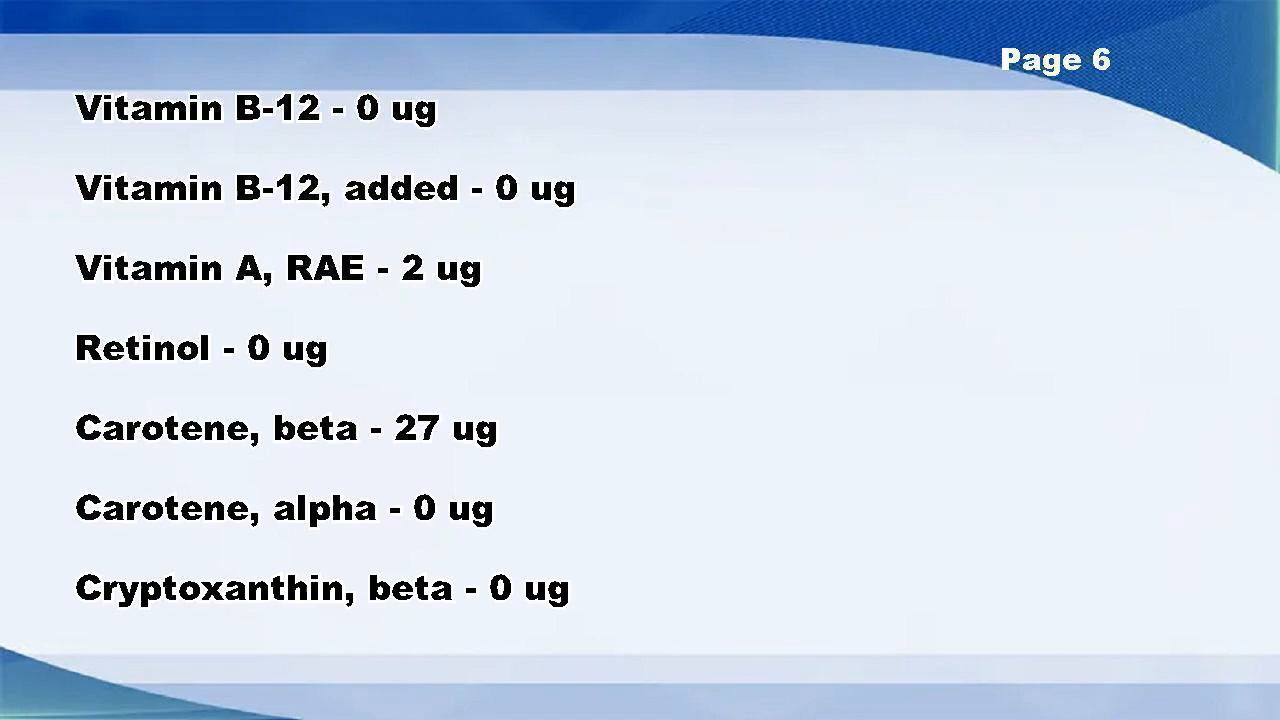 Page 6
Vitamin B-12 - 0 ug
Vitamin B-12, added - 0 ug
Vitamin A, RAE - 2 ug
Retinol - 0 ug
Carotene, beta - 27 ug
Carotene, alpha - 0 ug
Cryptoxanthin, beta - 0 ug